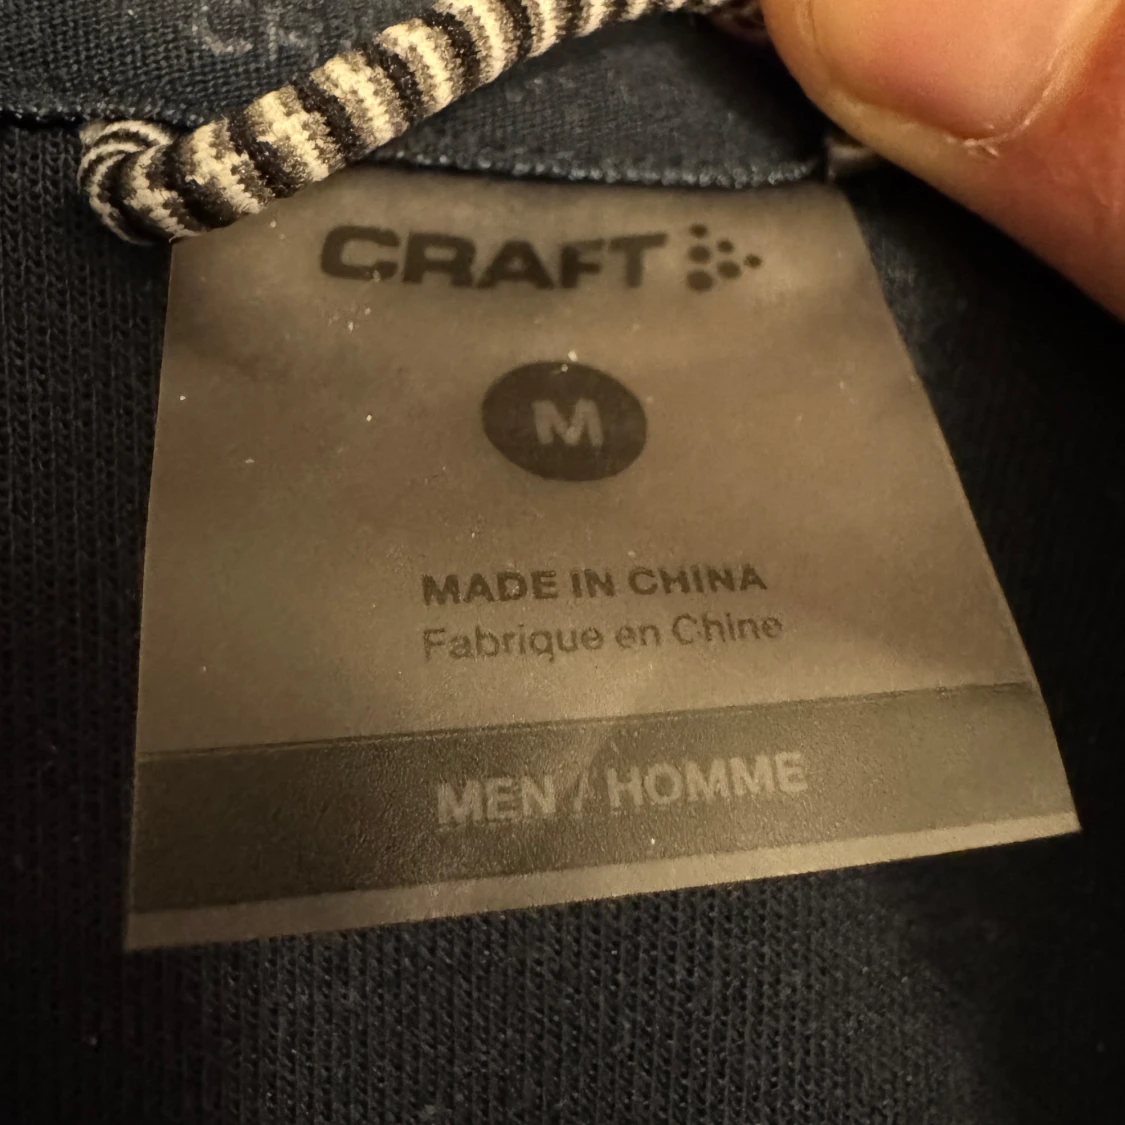 CRAFT
M
MADE IN CHINA
Fabrique en Chine
MEN / HOMME